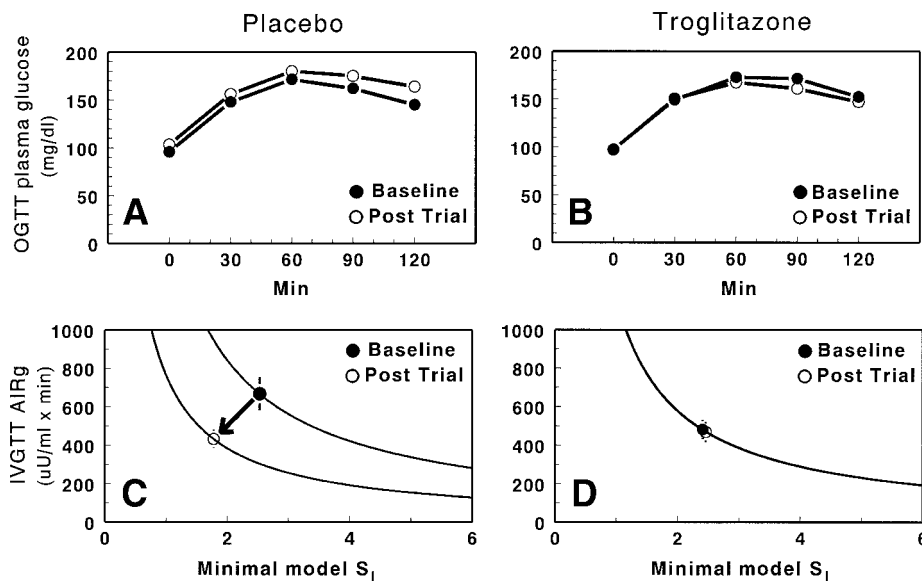 Placebo
Troglitazone
OGTT plasma glucose
(mg/dl)
200
150
100
50
0
A
Baseline
Post Trial
0 30 60 90 120
Min
200
150
100
50
0
B
Baseline
Post Trial
0 30 60 90 120
Min
IVGTT AIRg
(uU/ml x min)
1000
800
600
400
200
0
C
Baseline
Post Trial
0 2 4 6
Minimal model S_I
1000
800
600
400
200
0
D
Baseline
Post Trial
0 2 4 6
Minimal model S_I